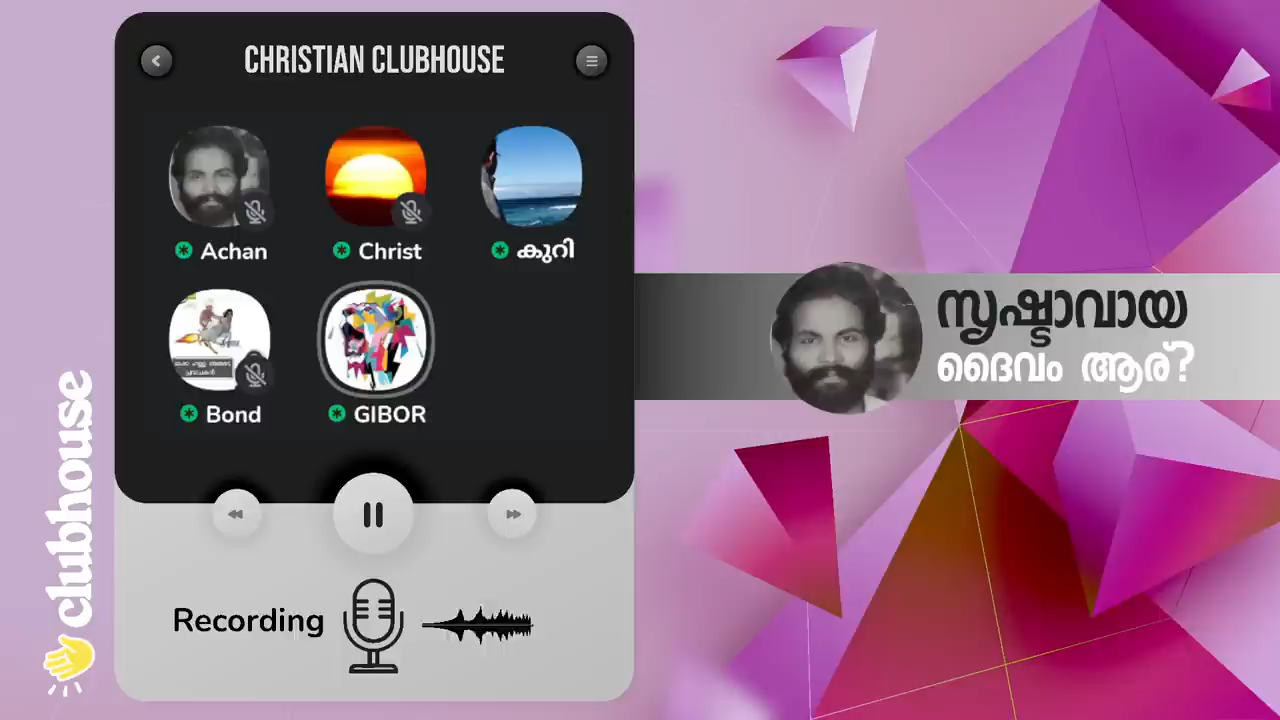 CHRISTIAN CLUBHOUSE
Achan
Christ
കുറി
Bond
GIBOR
Recording
clubhouse
സൃഷ്ടാവായ
ദൈവം ആര്?